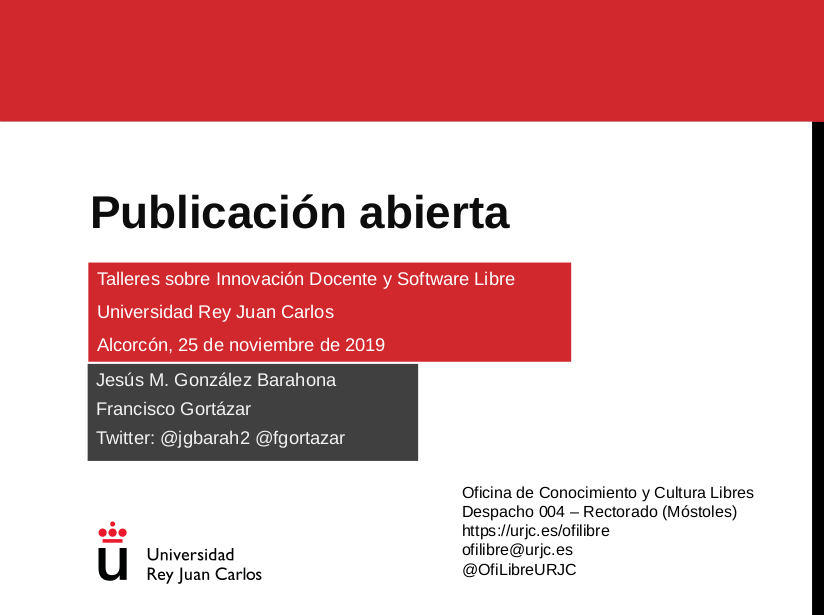 Publicación abierta
Talleres sobre Innovación Docente y Software Libre
Universidad Rey Juan Carlos
Alcorcón, 25 de noviembre de 2019
Jesús M. González Barahona
Francisco Gortázar
Twitter: @jgbarah2 @fgortazar
Oficina de Conocimiento y Cultura Libres
Despacho 004 – Rectorado (Móstoles)
https://urjc.es/ofilibre
ofilibre@urjc.es
@OfiLibreURJC
u Universidad
Rey Juan Carlos